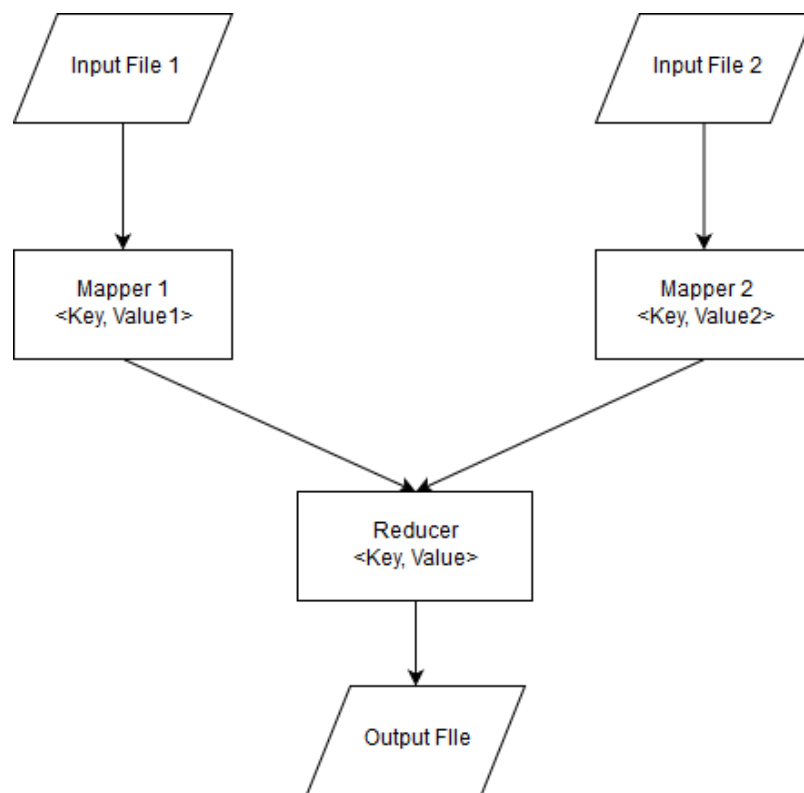 Input File 1
Input File 2
Mapper 1
<Key, Value1>
Mapper 2
<Key, Value2>
Reducer
<Key, Value>
Output FIle